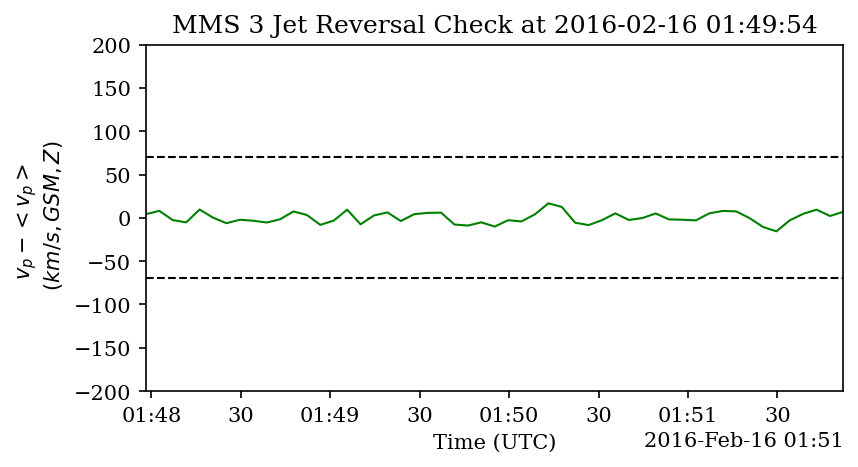 MMS 3 Jet Reversal Check at 2016-02-16 01:49:54
v_p − < v_p >
(km/s, GSM, Z)
200
150
100
50
0
−50
−100
−150
−200
01:48 30 01:49 30 01:50 30 01:51 30
Time (UTC)
2016-Feb-16 01:51